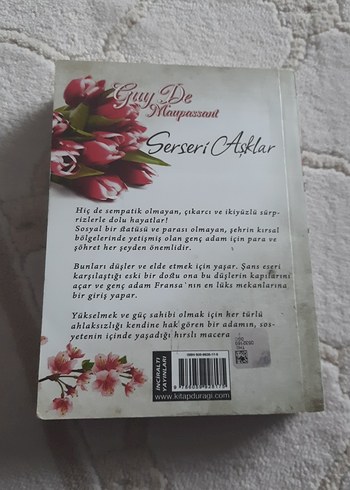 Guy De
Maupassant
Serseri Aşklar
Hiç de sempatik olmayan, çıkarcı ve ikiyüzlü sürp-
rizlerle dolu hayatlar!
Sosyal bir statüsü ve parası olmayan, şehrin kırsal
bölgelerinde yetişmiş olan genç adam için para ve
şöhret her şeyden önemlidir.
Bunları düşler ve elde etmek için yaşar. Şans eseri
karşılaştığı eski bir dostu ona bu düşlerin kapılarını
açar ve genç adam Fransa'nın en lüks mekanlarına
bir giriş yapar.
Yükselmek ve güç sahibi olmak için her türlü
ahlaksızlığı kendine hak gören bir adamın, sos-
yetenin içinde yaşadığı hırslı macera
İNCİRALTI
YAYINLARI
www.kitapduragi.com